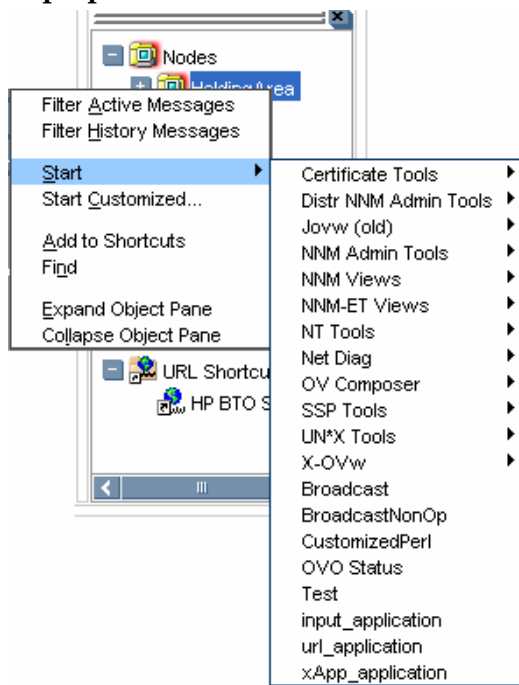 Nodes
HoldingArea
Filter Active Messages
Filter History Messages
Start
Start Customized...
Add to Shortcuts
Find
Expand Object Pane
Collapse Object Pane
URL Shortcu
HP BTO S
Certificate Tools
Distr NNM Admin Tools
Jovw (old)
NNM Admin Tools
NNM Views
NNM-ET Views
NT Tools
Net Diag
OV Composer
SSP Tools
UN*X Tools
X-OVw
Broadcast
BroadcastNonOp
CustomizedPerl
OVO Status
Test
input_application
url_application
xApp_application